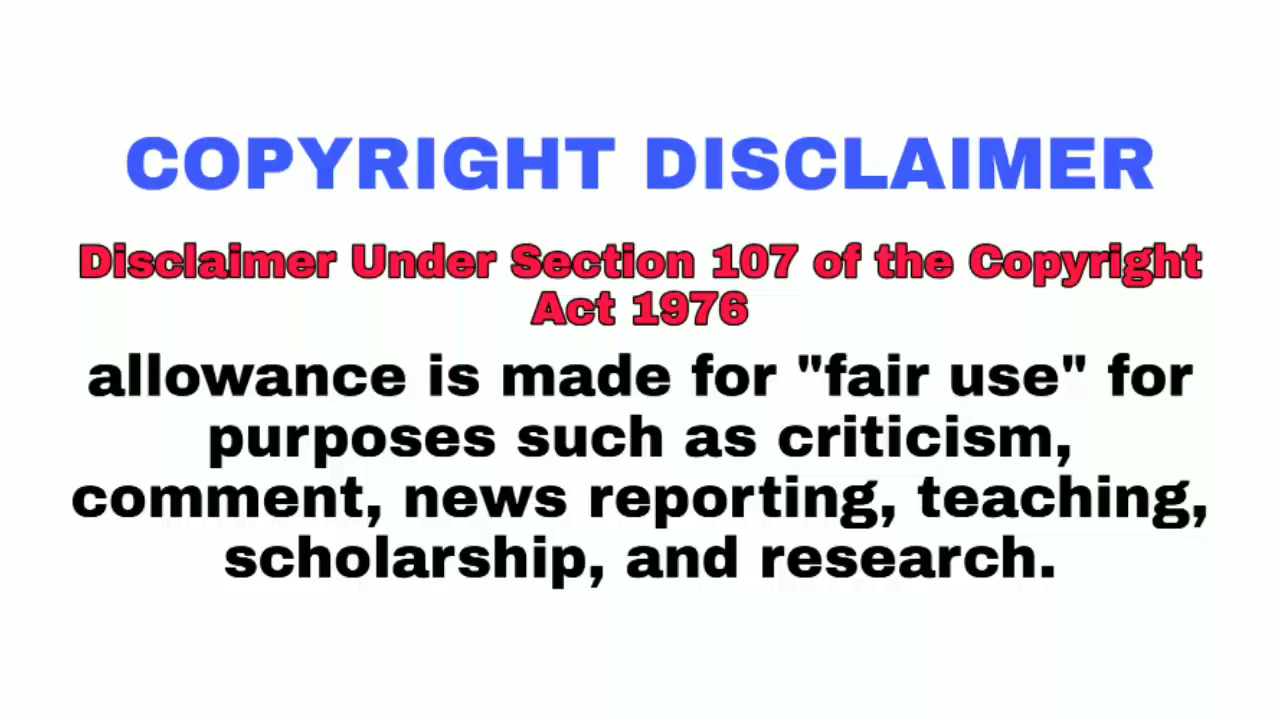 COPYRIGHT DISCLAIMER
Disclaimer Under Section 107 of the Copyright
Act 1976
allowance is made for "fair use" for
purposes such as criticism,
comment, news reporting, teaching,
scholarship, and research.